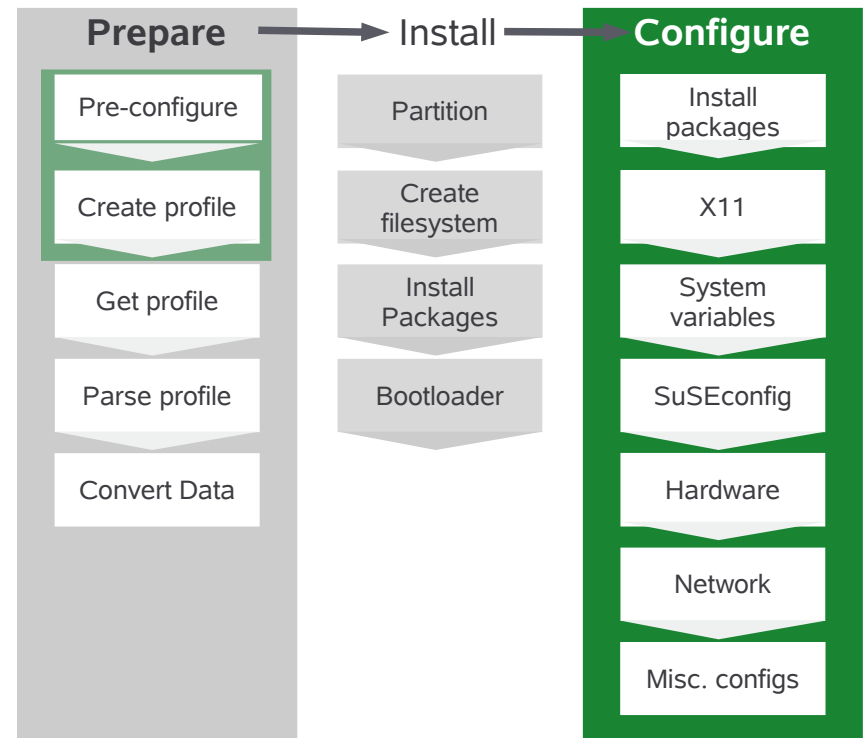 Prepare
Install
Configure
Pre-configure
Create profile
Get profile
Parse profile
Convert Data
Partition
Create
filesystem
Install
Packages
Bootloader
Install
packages
X11
System
variables
SuSEconfig
Hardware
Network
Misc. configs